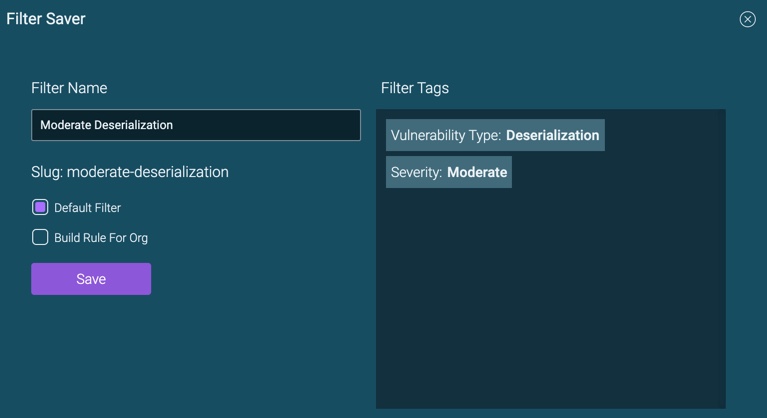 Filter Saver
Filter Name
Moderate Deserialization
Slug: moderate-deserialization
Default Filter
Build Rule For Org
Save
Filter Tags
Vulnerability Type: Deserialization
Severity: Moderate